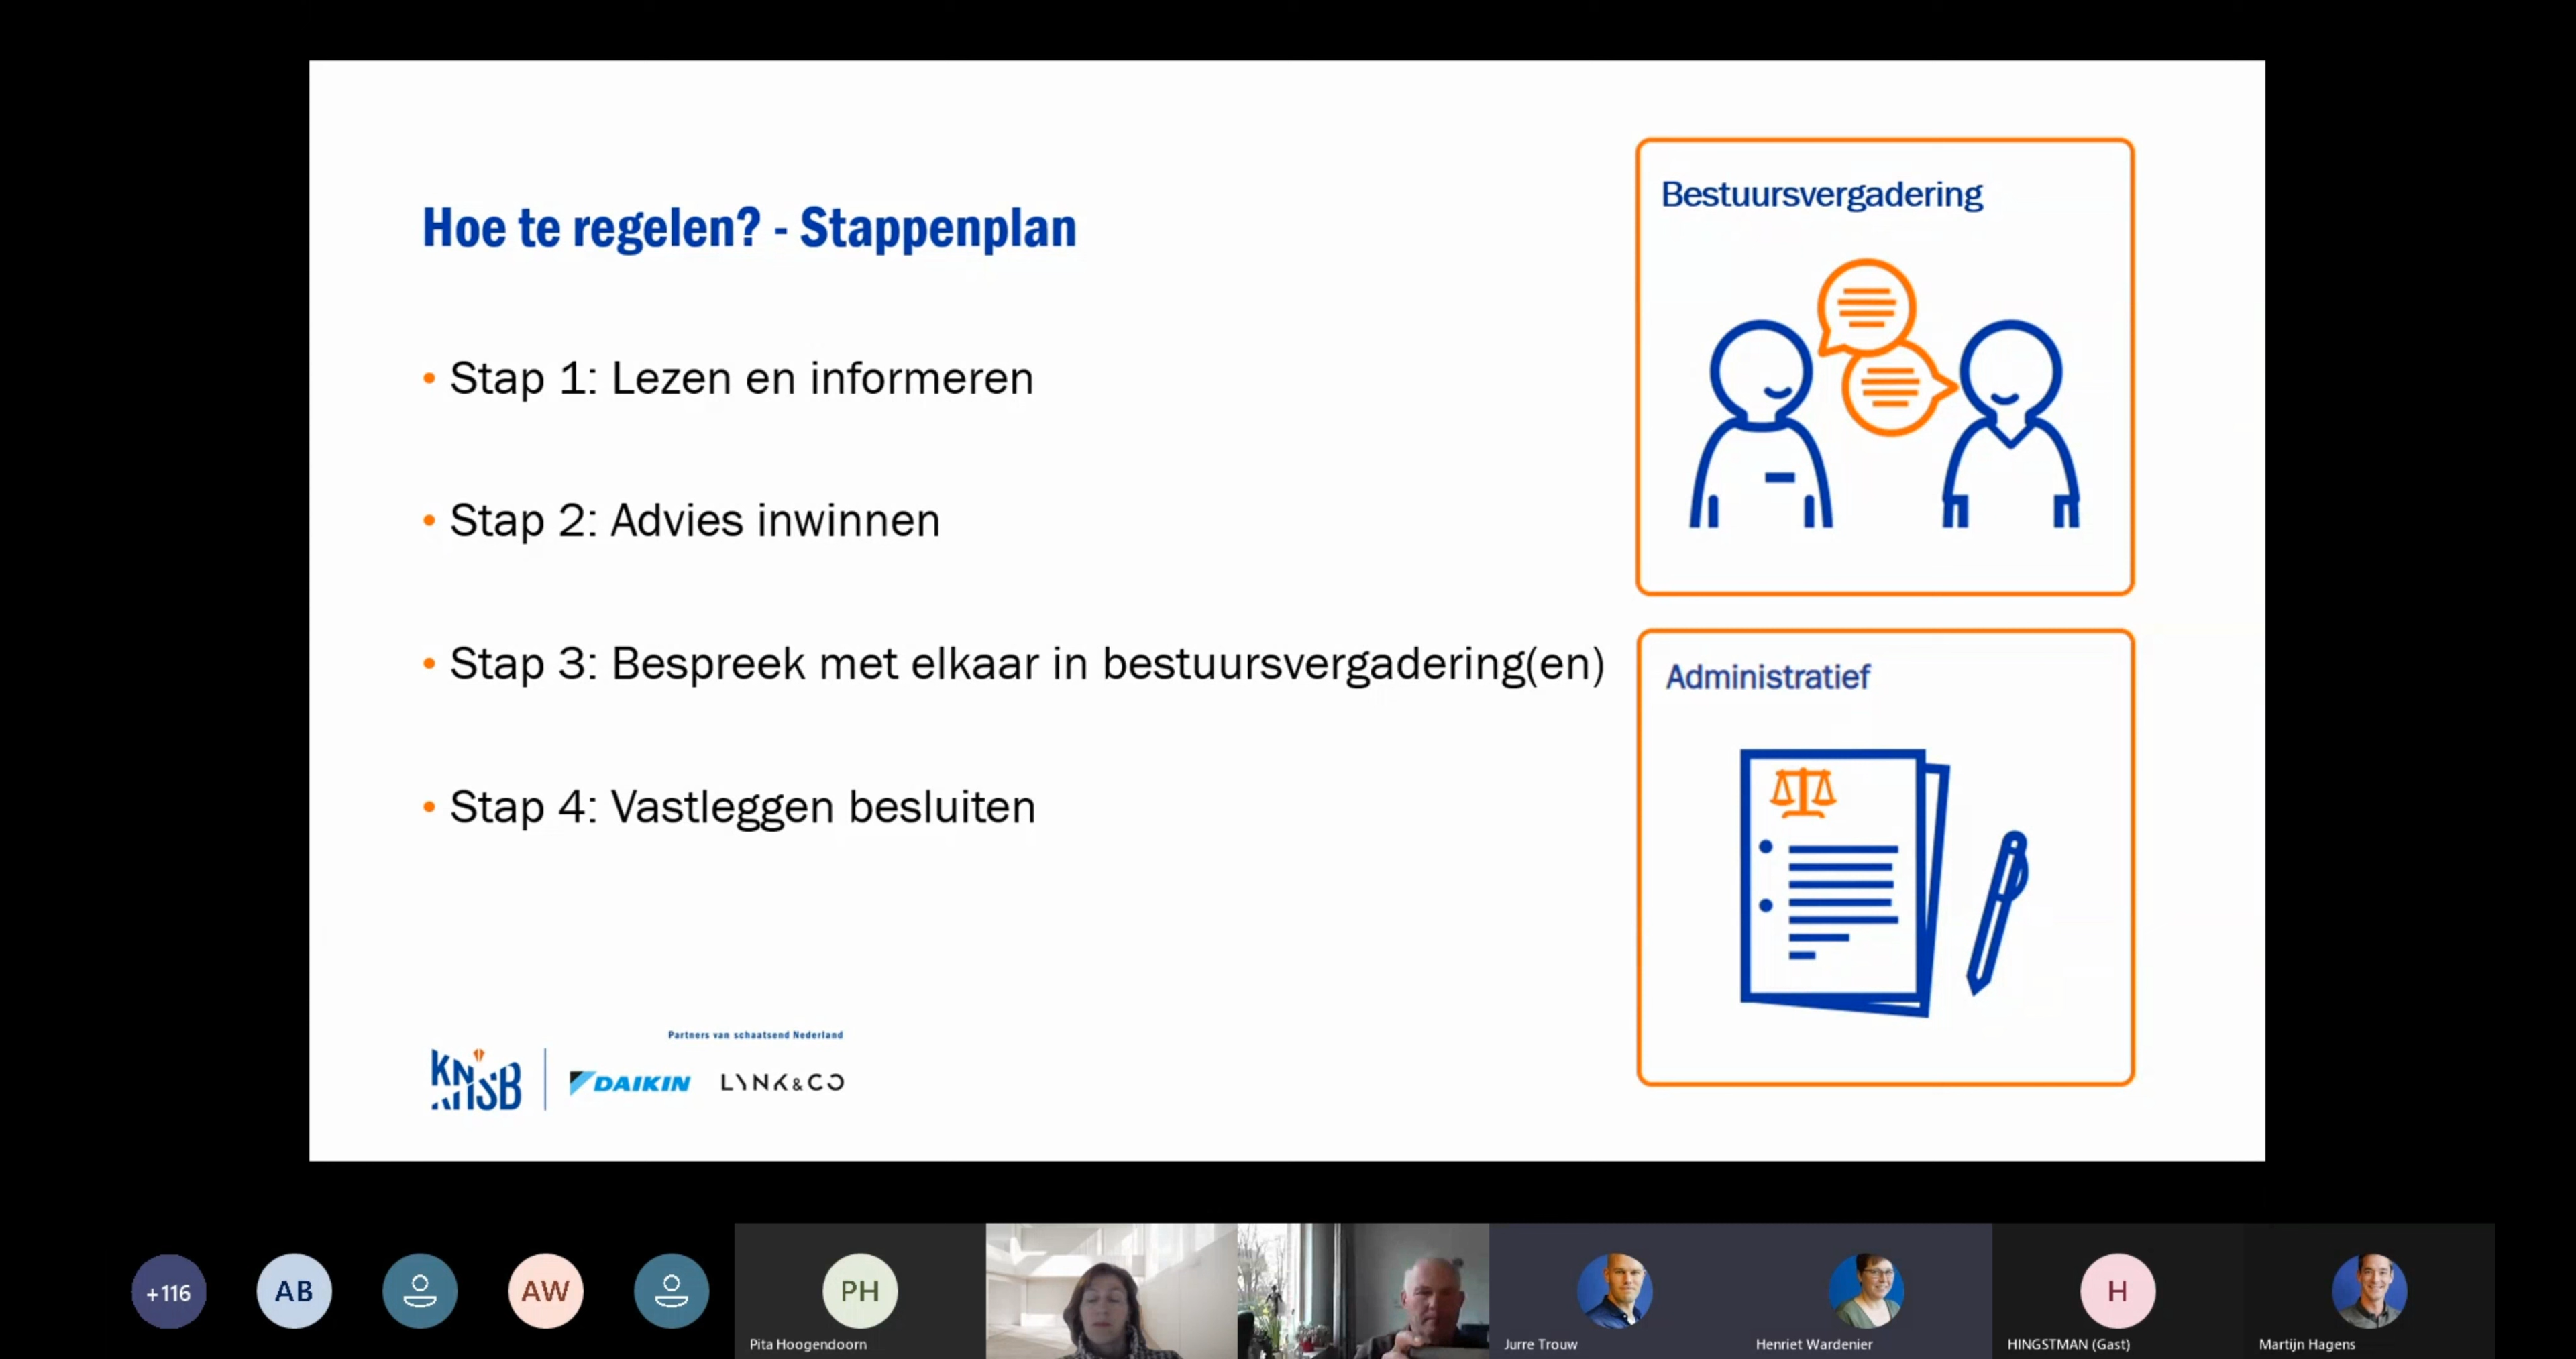 Hoe te regelen? - Stappenplan
• Stap 1: Lezen en informeren
• Stap 2: Advies inwinnen
• Stap 3: Bespreek met elkaar in bestuursvergadering(en)
• Stap 4: Vastleggen besluiten
Bestuursvergadering
Administratief
Partners van schaatsend Nederland
KNSB
DAIKIN
LYNK&CO
+116
AB
AW
PH
Pita Hoogendoorn
Jurre Trouw
Henriet Wardenier
H
HINGSTMAN (Gast)
Martijn Hagens